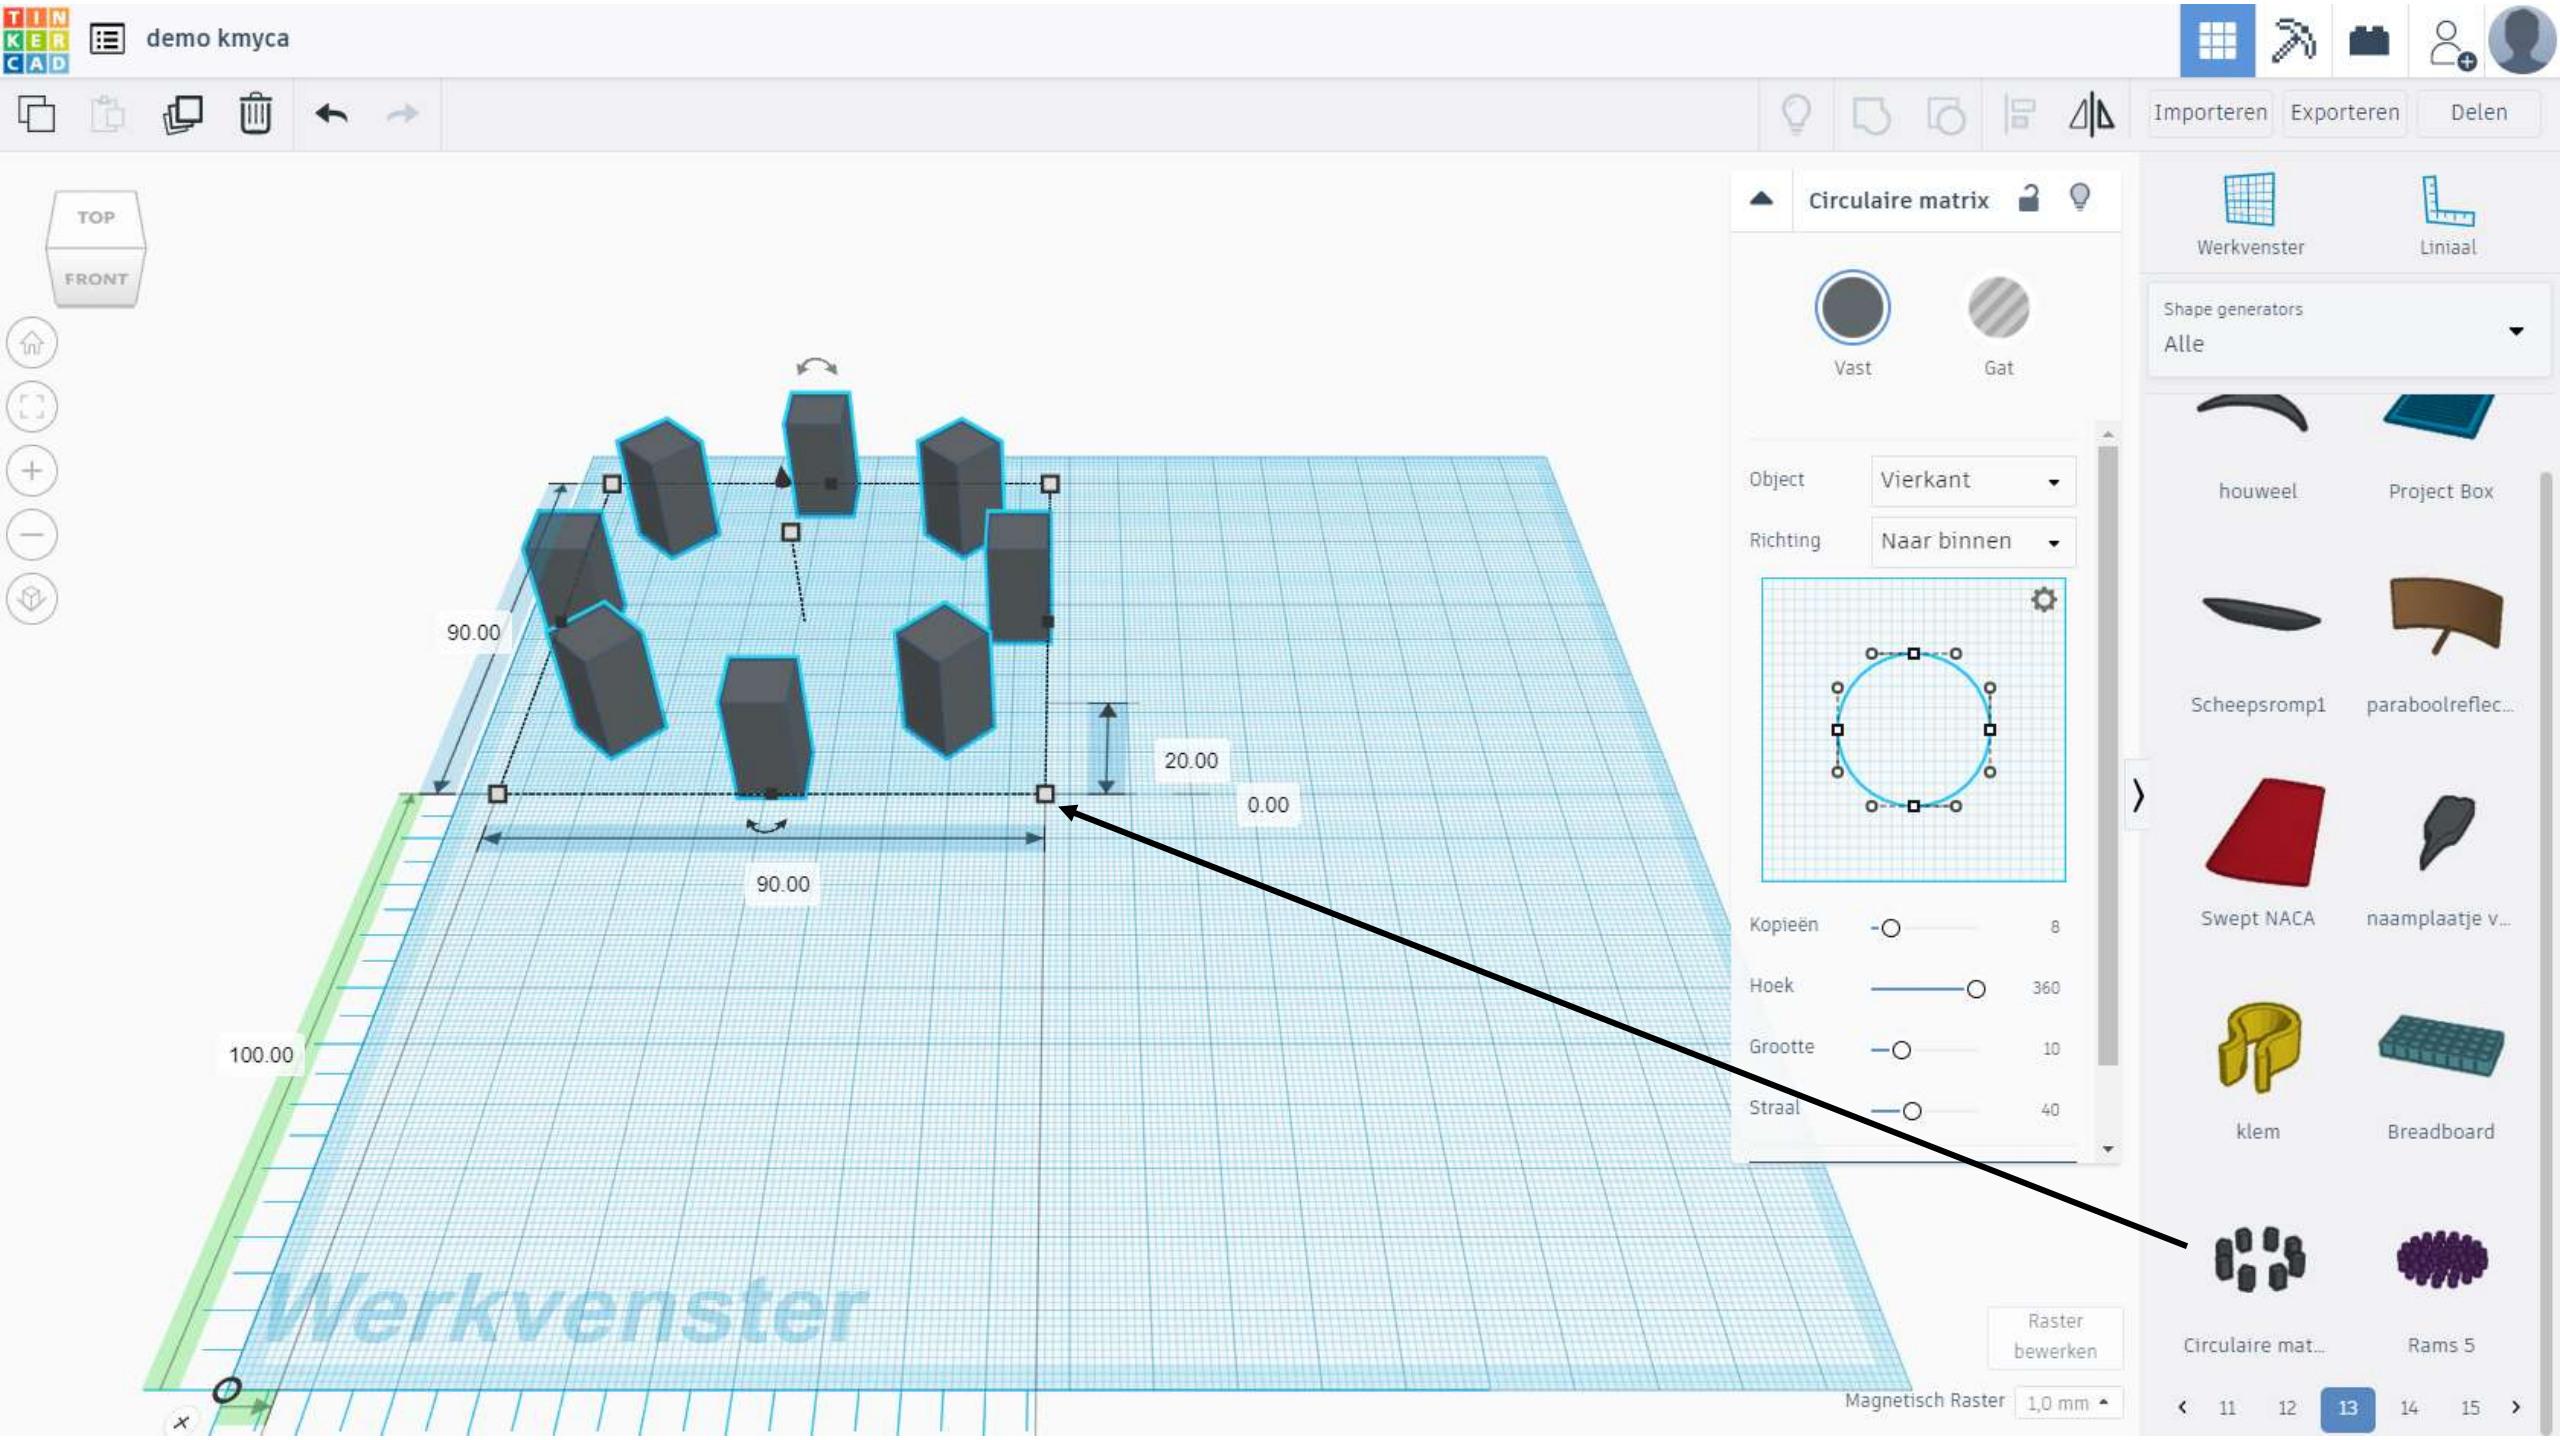 TIN
KER
CAD
demo kmyca
Importeren
Exporteren
Delen
TOP
FRONT
Circulaire matrix
Vast
Gat
Werkvenster
Liniaal
Shape generators
Alle
Object
Vierkant
Richting
Naar binnen
houweel
Project Box
Scheepsromp1
paraboolreflec...
Swept NACA
naamplaatje v...
klem
Breadboard
Circulaire mat...
Rams 5
90.00
20.00
0.00
90.00
100.00
Kopieën
8
Hoek
360
Grootte
10
Straal
40
Werkvenster
Raster
bewerken
Magnetisch Raster
1,0 mm
11
12
13
14
15